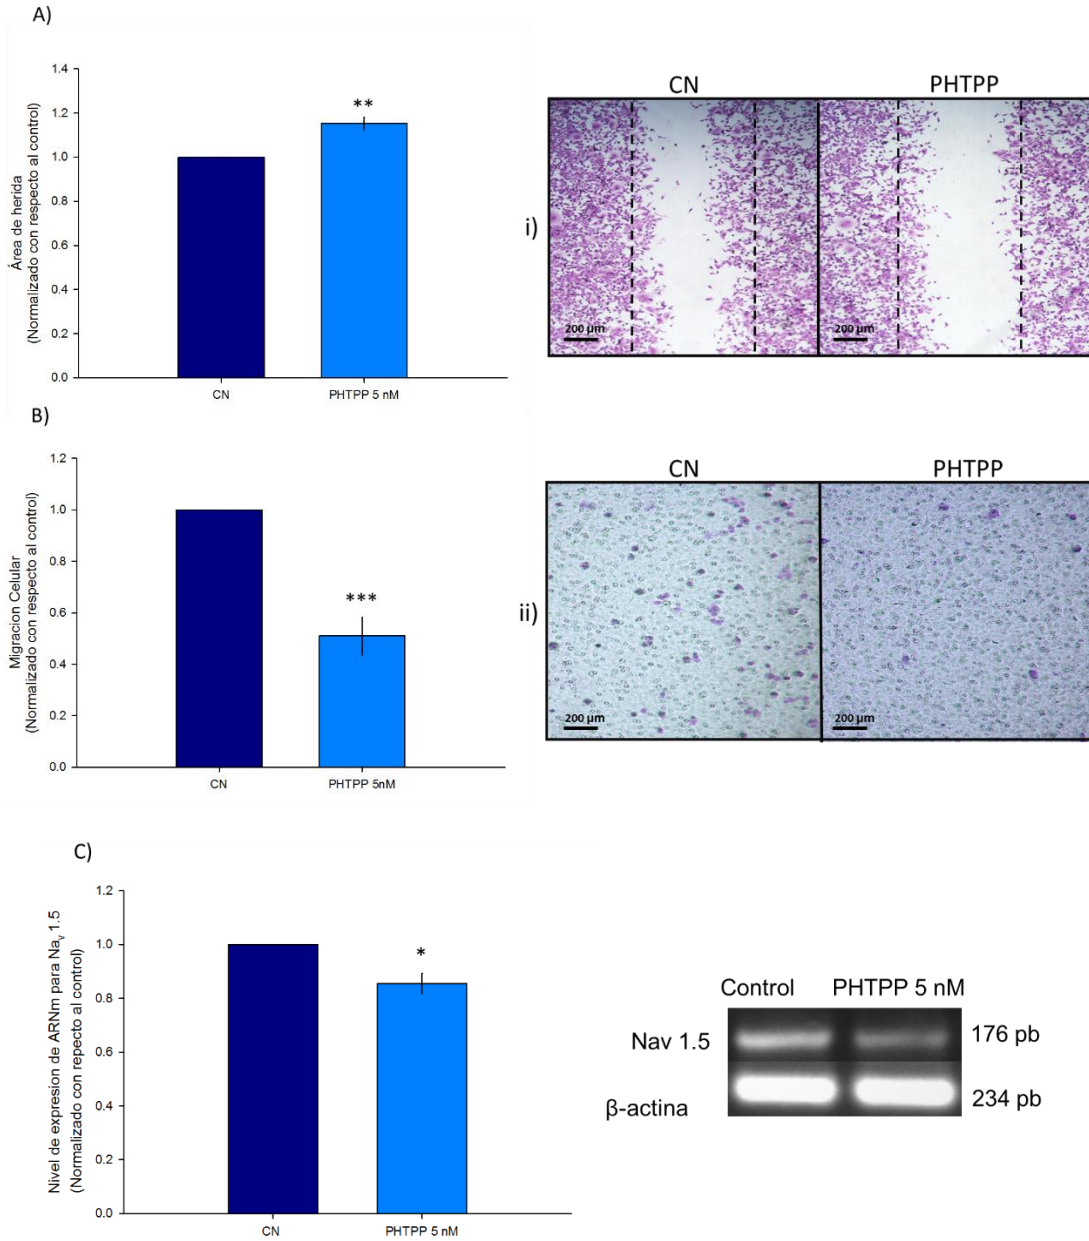 A)
Área de herida
(Normalizado con respecto al control)
1.4
1.2
1.0
0.8
0.6
0.4
0.2
0.0
**
CN
PHTPP 5 nM
CN
PHTPP
i)
200 µm
200 µm
B)
Migracion Celular
(Normalizado con respecto al control)
1.2
1.0
0.8
0.6
0.4
0.2
0.0
***
CN
PHTPP 5nM
CN
PHTPP
ii)
200 µm
200 µm
C)
Nivel de expresion de ARNm para Nav 1.5
(Normalizado con repecto al control)
1.2
1.0
0.8
0.6
0.4
0.2
0.0
*
CN
PHTPP 5 nM
Control
PHTPP 5 nM
Nav 1.5
176 pb
β-actina
234 pb